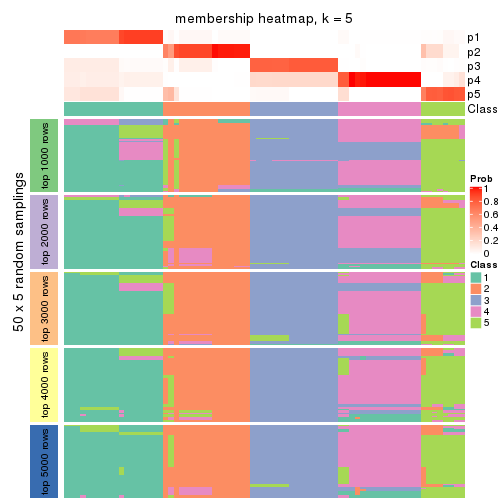 membership heatmap, k = 5
p1
p2
p3
p4
p5
Class
50 x 5 random samplings
top 1000 rows
top 2000 rows
top 3000 rows
top 4000 rows
top 5000 rows
Prob
1
0.8
0.6
0.4
0.2
0
Class
1
2
3
4
5